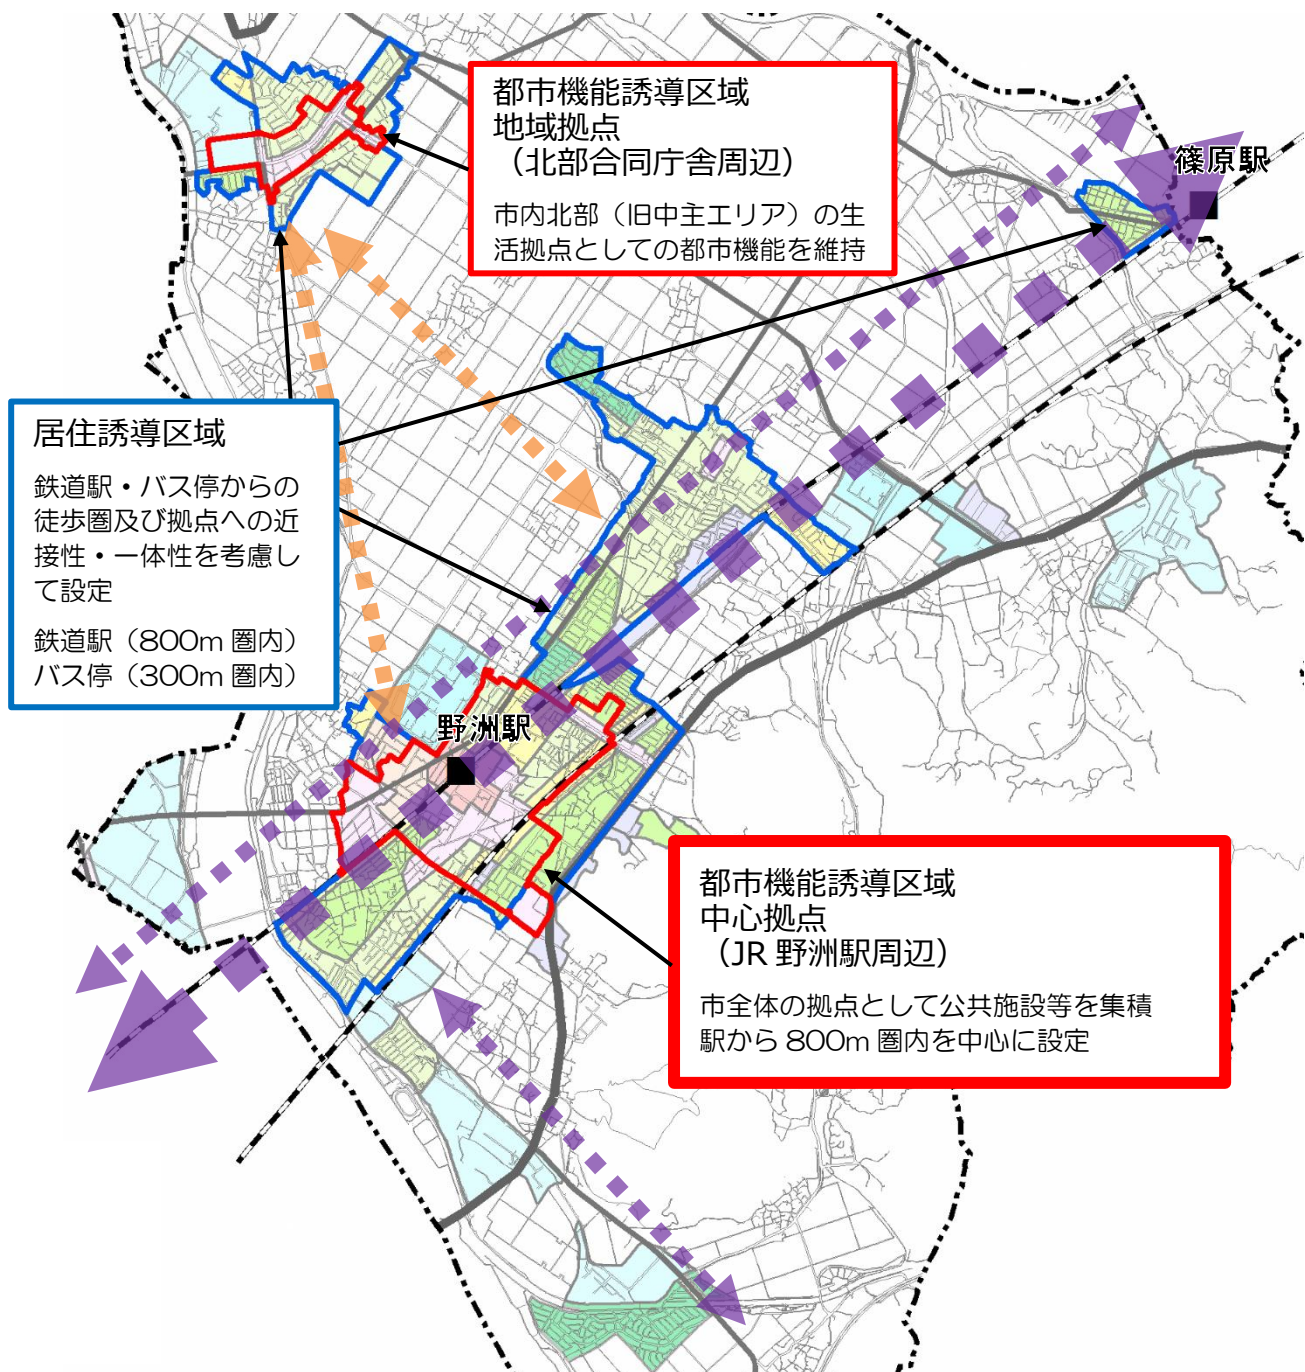 都市機能誘導区域
地域拠点
（北部合同庁舎周辺）
市内北部（旧中主エリア）の生
活拠点としての都市機能を維持
篠原駅
居住誘導区域
鉄道駅・バス停からの
徒歩圏及び拠点への近
接性・一体性を考慮し
て設定
鉄道駅（800m 圏内）
バス停（300m 圏内）
野洲駅
都市機能誘導区域
中心拠点
（JR 野洲駅周辺）
市全体の拠点として公共施設等を集積
駅から 800m 圏内を中心に設定